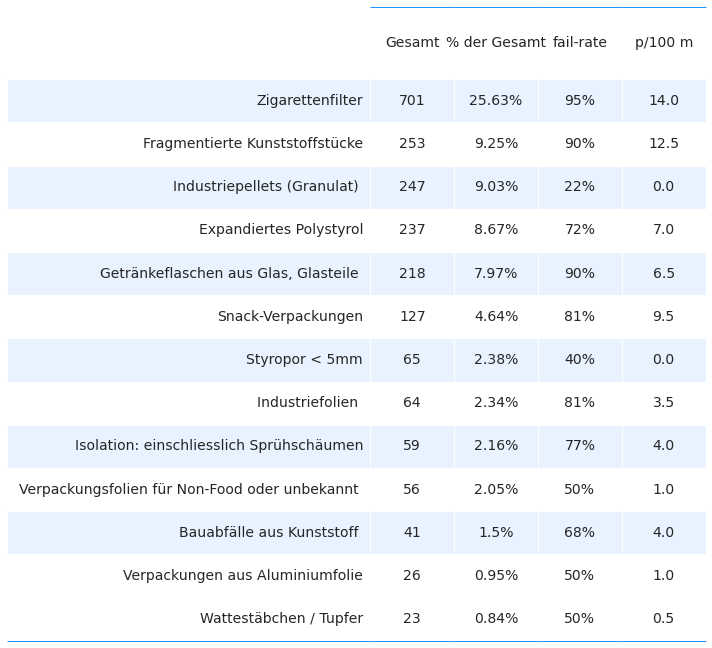 Gesamt % der Gesamt fail-rate p/100 m
Zigarettenfilter 701 25.63% 95% 14.0
Fragmentierte Kunststoffstücke 253 9.25% 90% 12.5
Industriepellets (Granulat) 247 9.03% 22% 0.0
Expandiertes Polystyrol 237 8.67% 72% 7.0
Getränkeflaschen aus Glas, Glasteile 218 7.97% 90% 6.5
Snack-Verpackungen 127 4.64% 81% 9.5
Styropor < 5mm 65 2.38% 40% 0.0
Industriefolien 64 2.34% 81% 3.5
Isolation: einschliesslich Sprühschäumen 59 2.16% 77% 4.0
Verpackungsfolien für Non-Food oder unbekannt 56 2.05% 50% 1.0
Bauabfälle aus Kunststoff 41 1.5% 68% 4.0
Verpackungen aus Aluminiumfolie 26 0.95% 50% 1.0
Wattestäbchen / Tupfer 23 0.84% 50% 0.5